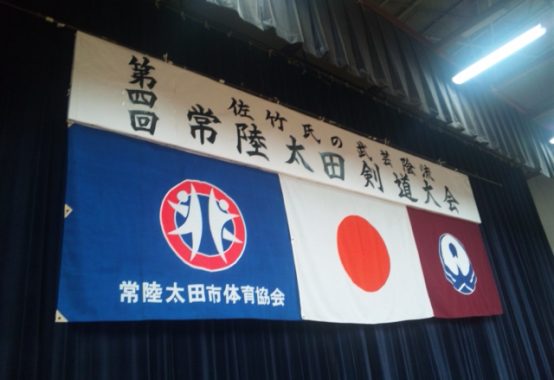 第四回
佐竹氏の武芸陰流
常陸太田剣道大会
常陸太田市体育協会